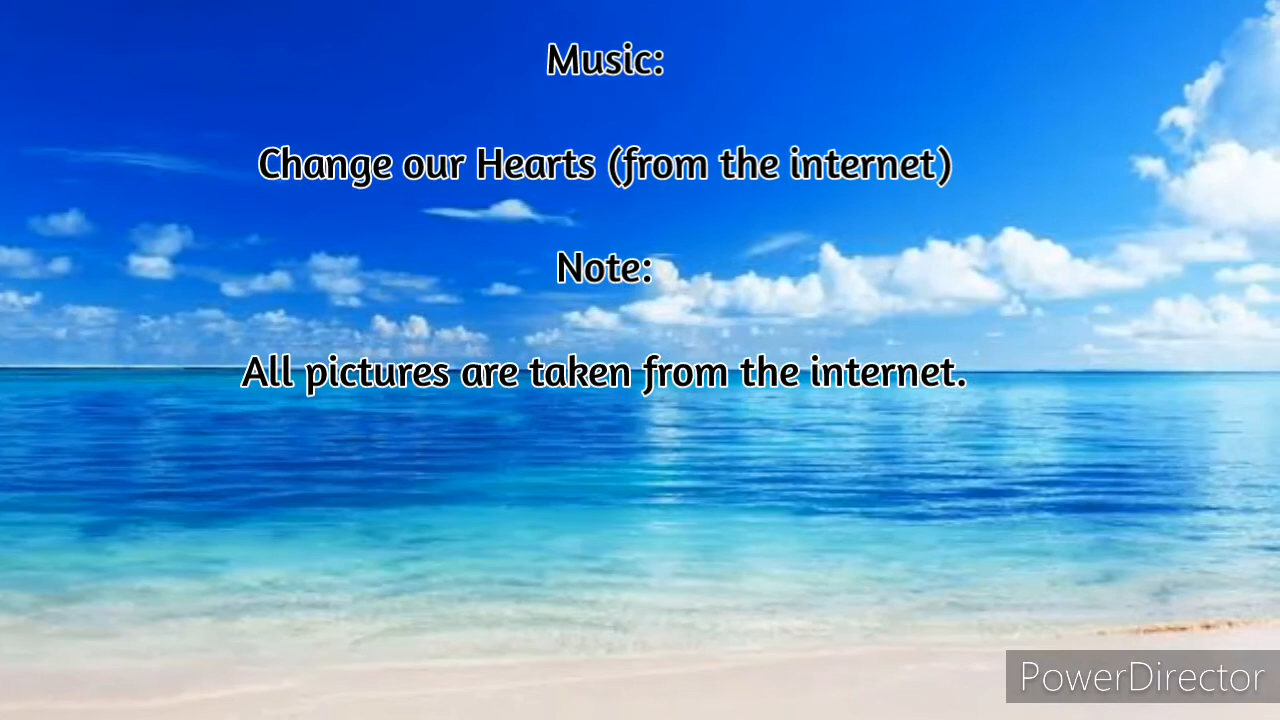 Music:
Change our Hearts (from the internet)
Note:
All pictures are taken from the internet.
PowerDirector